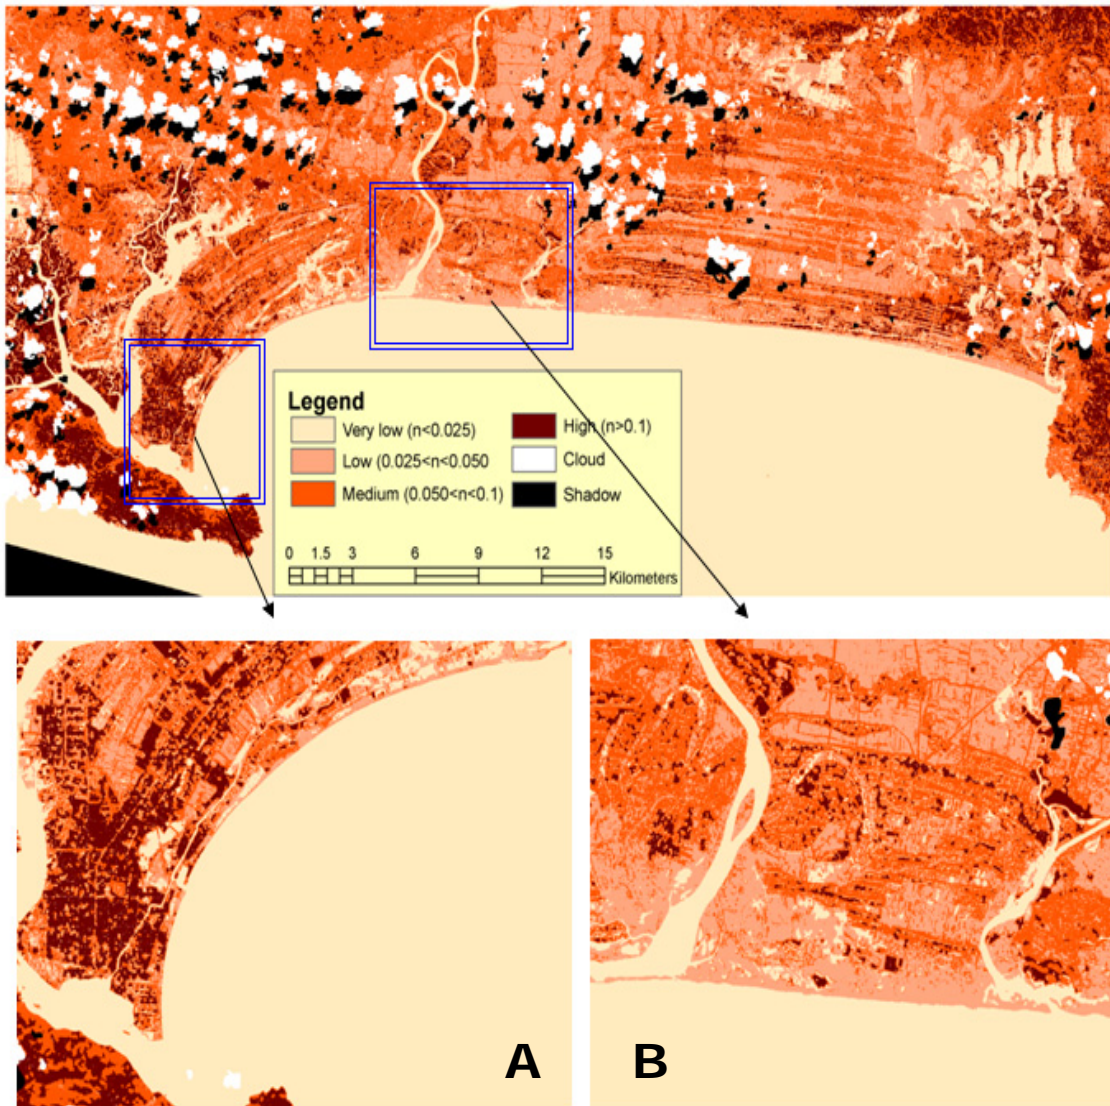 Legend
Very low (n<0.025)
Low (0.025<n<0.050
Medium (0.050<n<0.1)
High (n>0.1)
Cloud
Shadow
0 1.5 3 6 9 12 15
Kilometers
A
B